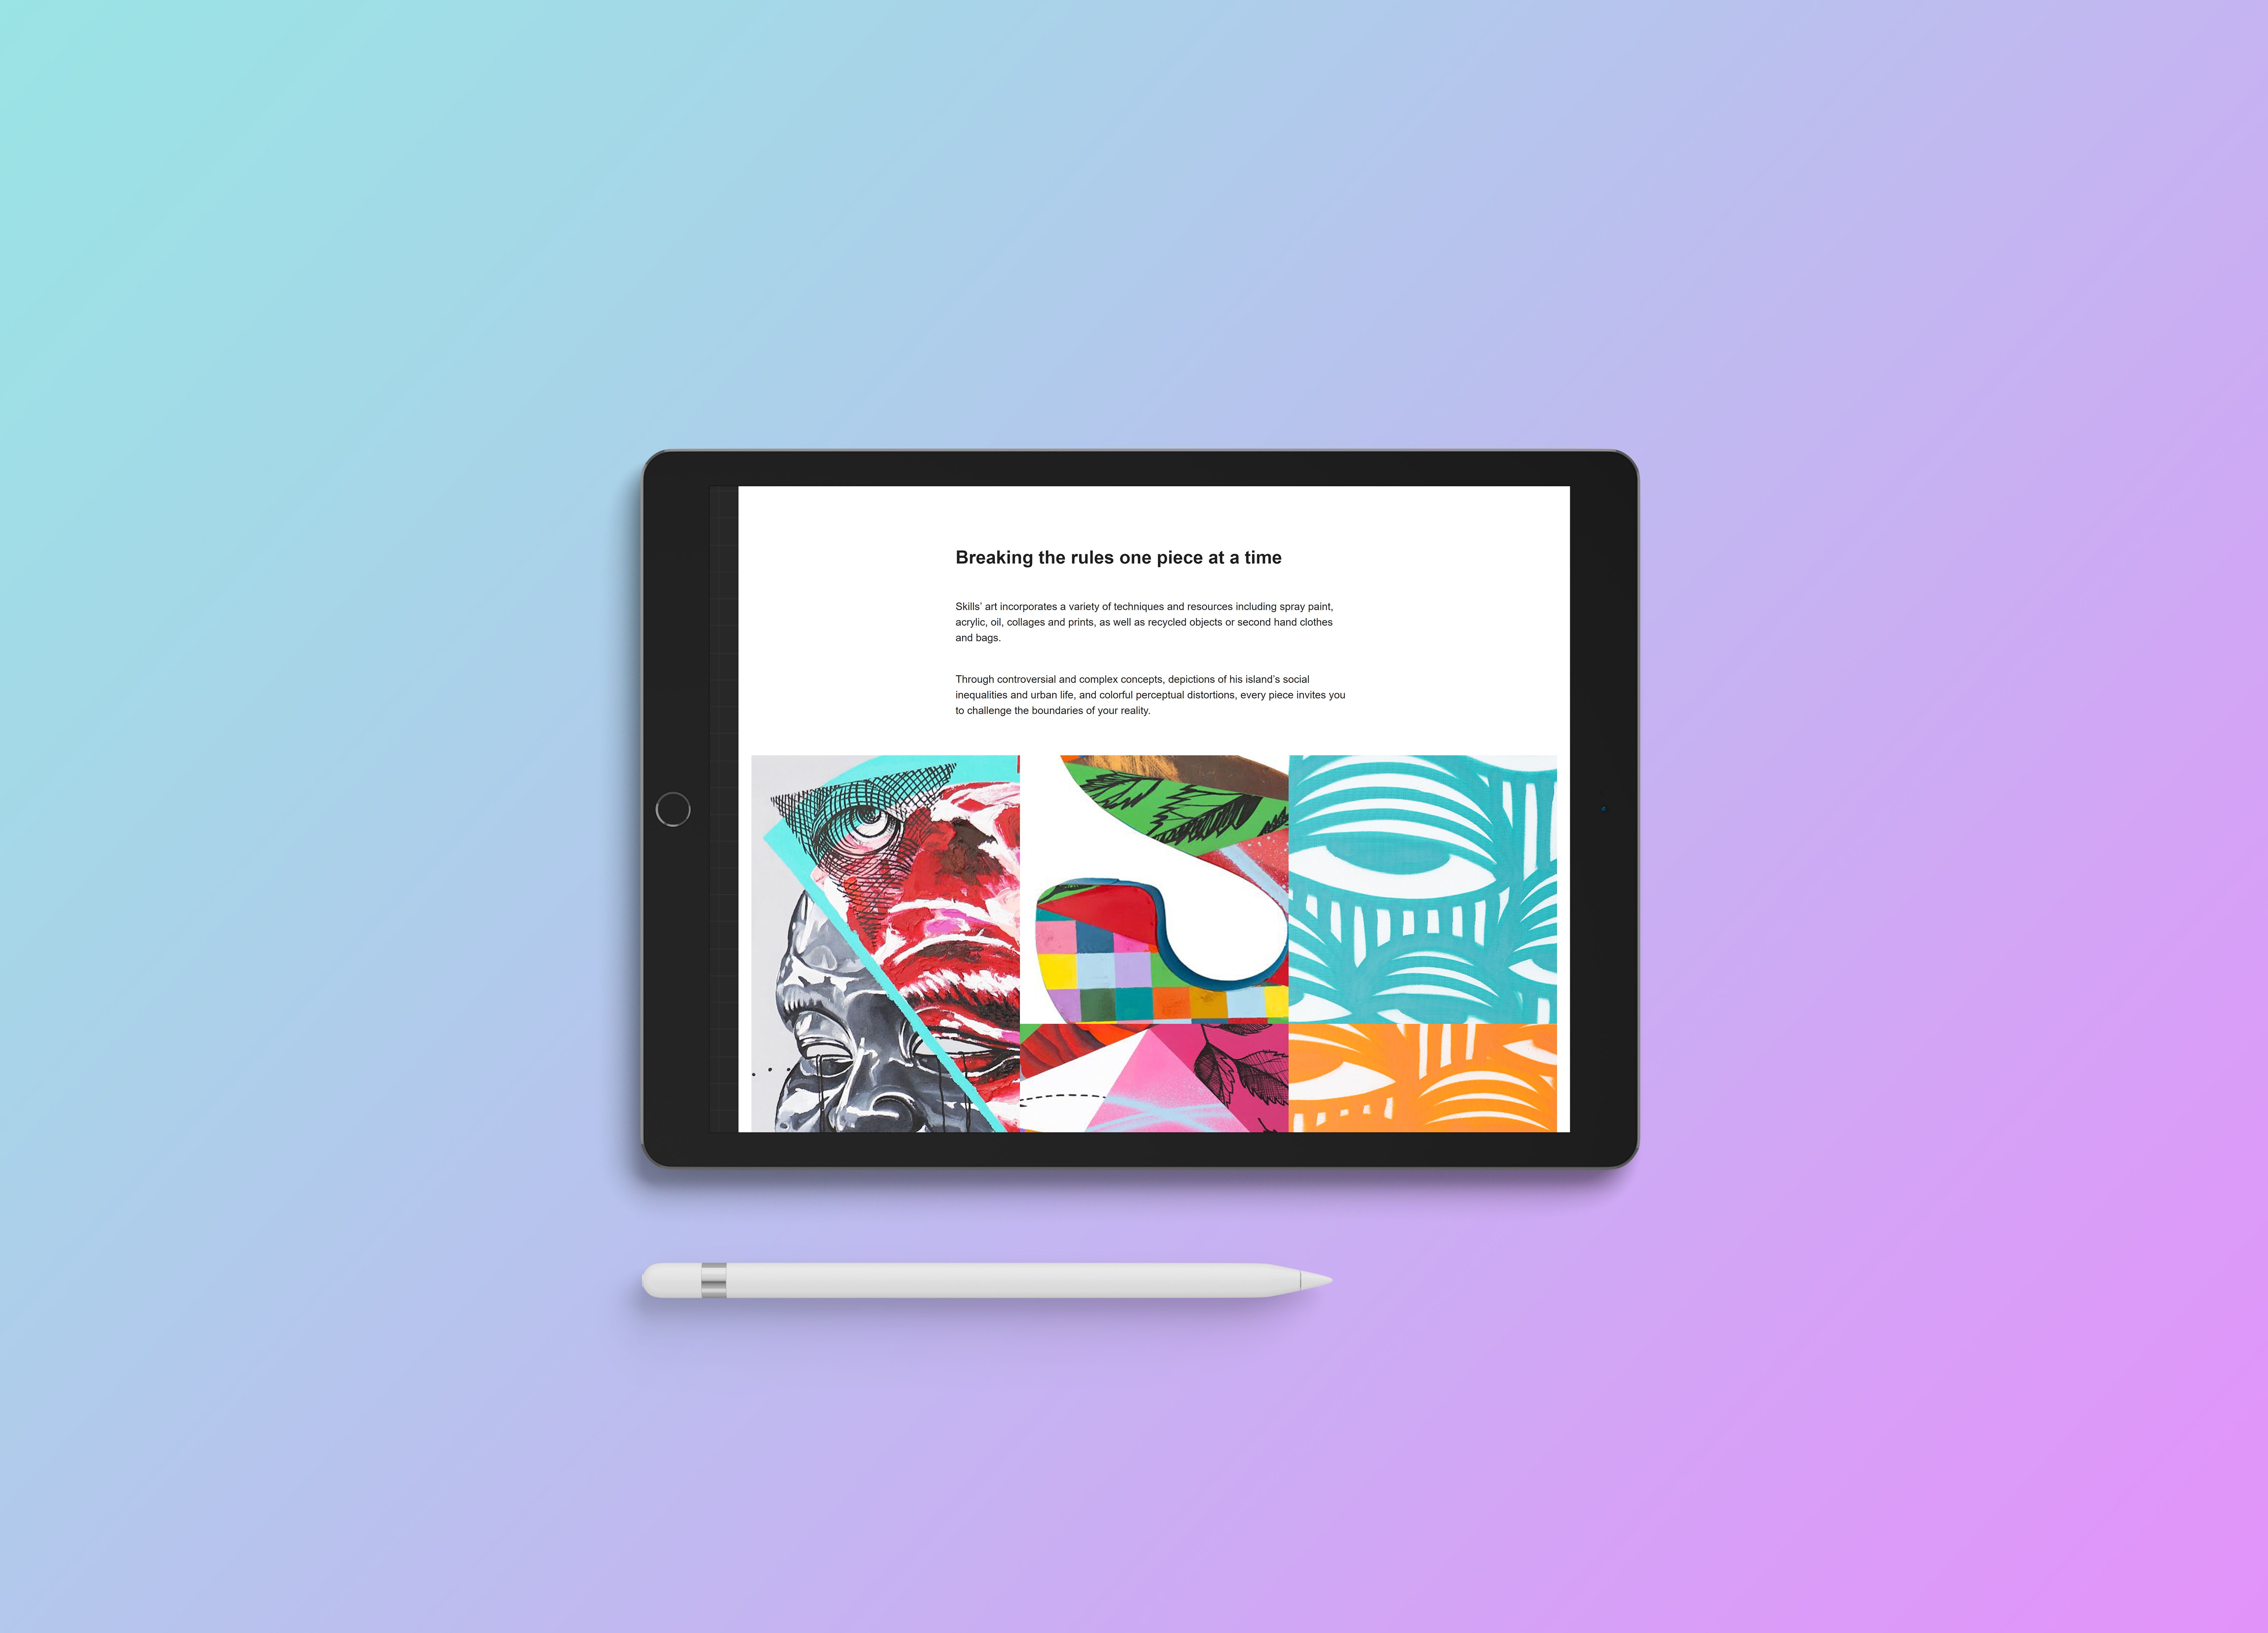 Breaking the rules one piece at a time
Skills’ art incorporates a variety of techniques and resources including spray paint,
acrylic, oil, collages and prints, as well as recycled objects or second hand clothes
and bags.
Through controversial and complex concepts, depictions of his island’s social
inequalities and urban life, and colorful perceptual distortions, every piece invites you
to challenge the boundaries of your reality.